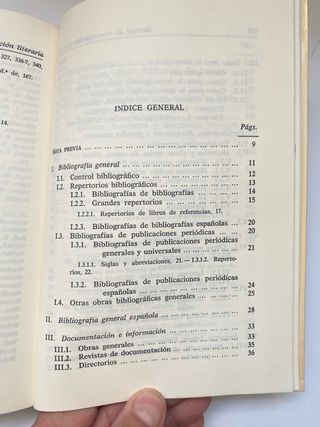 ción literaria
327, 336-7, 340,
d.ª de, 167.
14.
INDICE GENERAL
Págs.
NOTA PREVIA ... ... ... ... ... ... ... ... ... ... 9
I. Bibliografía general ... ... ... ... ... ... ... ... 11
I.1. Control bibliográfico ... ... ... ... ... ... ... 12
I.2. Repertorios bibliográficos ... ... ... ... ... ... 13
I.2.1. Bibliografías de bibliografías ... ... ... 14
I.2.2. Grandes repertorios ... ... ... ... ... ... 15
I.2.2.1. Repertorios de libros de referencias, 17.
I.2.3. Bibliografías de bibliografías españolas ... 20
I.3. Bibliografías de publicaciones periódicas ... ... 20
I.3.1. Bibliografías de publicaciones periódicas
generales y universales ... ... ... ... ... 21
I.3.1.1. Siglas y abreviaciones, 21. — I.3.1.2. Reperto-
rios, 22.
I.3.2. Bibliografías de publicaciones periódicas
españolas ... ... ... ... ... ... ... ... ... 24
I.4. Otras obras bibliográficas generales ... ... ... 25
II. Bibliografía general española ... ... ... ... ... ... 28
III. Documentación e información ... ... ... ... ... ... 33
III.1. Obras generales ... ... ... ... ... ... ... ... 33
III.2. Revistas de documentación ... ... ... ... ... 35
III.3. Directorios ... ... ... ... ... ... ... ... ... 36